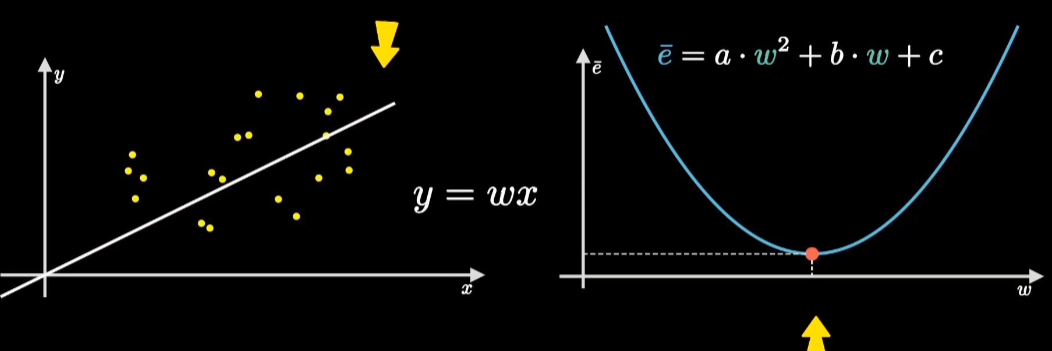 y
y = wx
x
ē
ē = a · w² + b · w + c
w